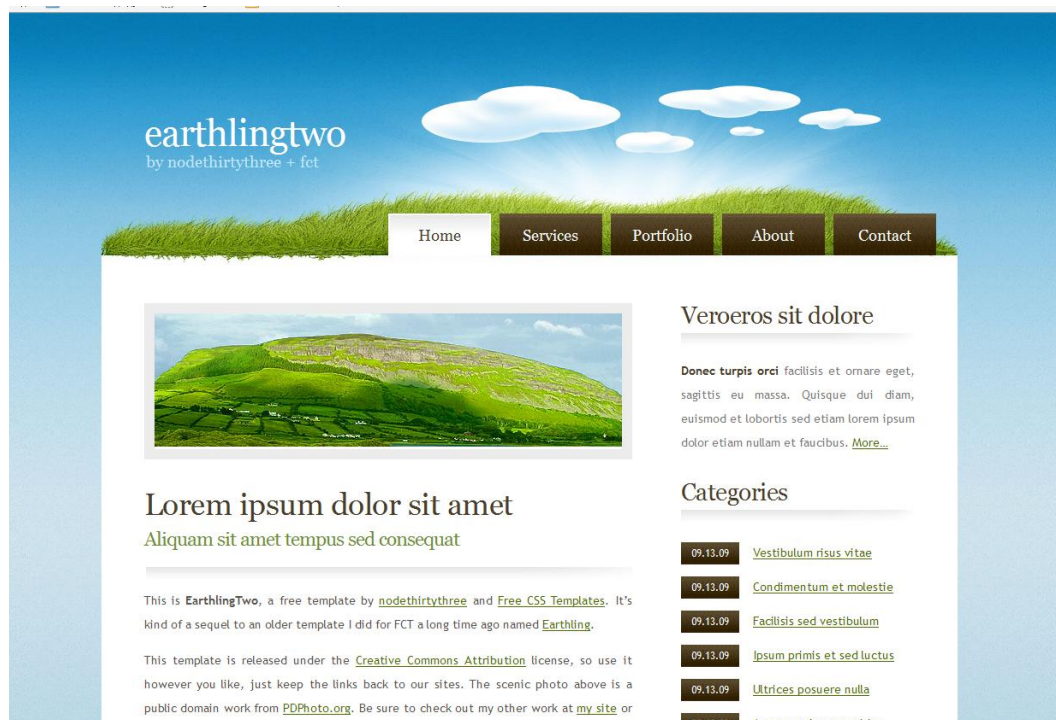 earthlingtwo
by nodethirtythree + fct
Home Services Portfolio About Contact
Lorem ipsum dolor sit amet
Aliquam sit amet tempus sed consequat
This is EarthlingTwo, a free template by nodethirtythree and Free CSS Templates. It's
kind of a sequel to an older template I did for FCT a long time ago named Earthling.
This template is released under the Creative Commons Attribution license, so use it
however you like, just keep the links back to our sites. The scenic photo above is a
public domain work from PDPhoto.org. Be sure to check out my other work at my site or
Veroeros sit dolore
Donec turpis orci facilisis et ornare eget,
sagittis eu massa. Quisque dui diam,
euismod et lobortis sed etiam lorem ipsum
dolor etiam nullam et faucibus. More…
Categories
09.13.09 Vestibulum risus vitae
09.13.09 Condimentum et molestie
09.13.09 Facilisis sed vestibulum
09.13.09 Ipsum primis et sed luctus
09.13.09 Ultrices posuere nulla